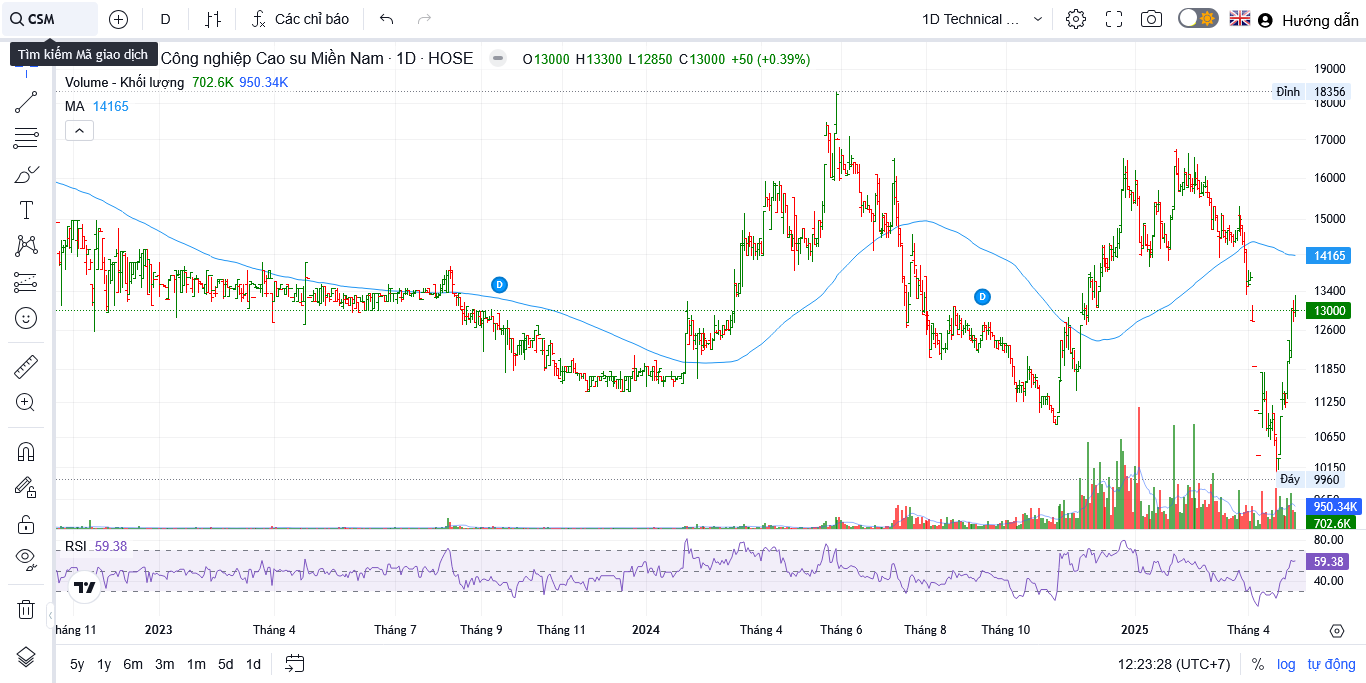 CSM
D
Các chỉ báo
1D Technical ...
Hướng dẫn
Tìm kiếm Mã giao dịch
Công nghiệp Cao su Miền Nam · 1D · HOSE
O13000 H13300 L12850 C13000 +50 (+0.39%)
Volume - Khối lượng 702.6K 950.34K
MA 14165
19000
Đỉnh 18356
18000
17000
16000
15000
14165
13400
13000
12600
11850
11250
10650
10150
Đáy 9960
950.34K
702.6K
D
D
RSI 59.38
80.00
59.38
40.00
háng 11 2023 Tháng 4 Tháng 7 Tháng 9 Tháng 11 2024 Tháng 4 Tháng 6 Tháng 8 Tháng 10 2025 Tháng 4
5y 1y 6m 3m 1m 5d 1d
12:23:28 (UTC+7) % log tự động